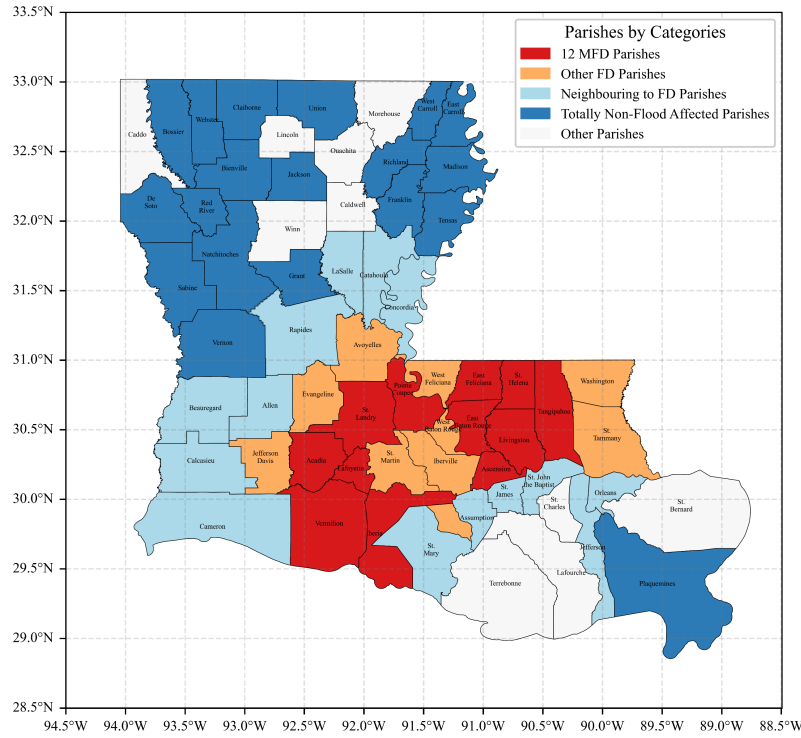 33.5°N
33.0°N
32.5°N
32.0°N
31.5°N
31.0°N
30.5°N
30.0°N
29.5°N
29.0°N
28.5°N
94.5°W
94.0°W
93.5°W
93.0°W
92.5°W
92.0°W
91.5°W
91.0°W
90.5°W
90.0°W
89.5°W
89.0°W
88.5°W
Parishes by Categories
12 MFD Parishes
Other FD Parishes
Neighbouring to FD Parishes
Totally Non-Flood Affected Parishes
Other Parishes
Caddo
Bossier
Webster
Claiborne
Union
Lincoln
Morehouse
West
Carroll
East
Carroll
Ouachita
Richland
Madison
Bienville
Jackson
De
Soto
Red
River
Caldwell
Franklin
Tensas
Winn
Natchitoches
Sabine
Grant
LaSalle
Catahoula
Concordia
Vernon
Rapides
Avoyelles
Beauregard
Allen
Evangeline
St.
Landry
Pointe
Coupee
West
Feliciana
East
Feliciana
St.
Helena
Tangipahoa
Washington
St.
Tammany
West
Baton Rouge
East
Baton Rouge
Livingston
Calcasieu
Jefferson
Davis
Acadia
Lafayette
St.
Martin
Iberville
Ascension
St. John
the Baptist
St.
James
St.
Charles
Orleans
St.
Bernard
Cameron
Vermilion
Iberia
St.
Mary
Assumption
Terrebonne
Lafourche
Jefferson
Plaquemines